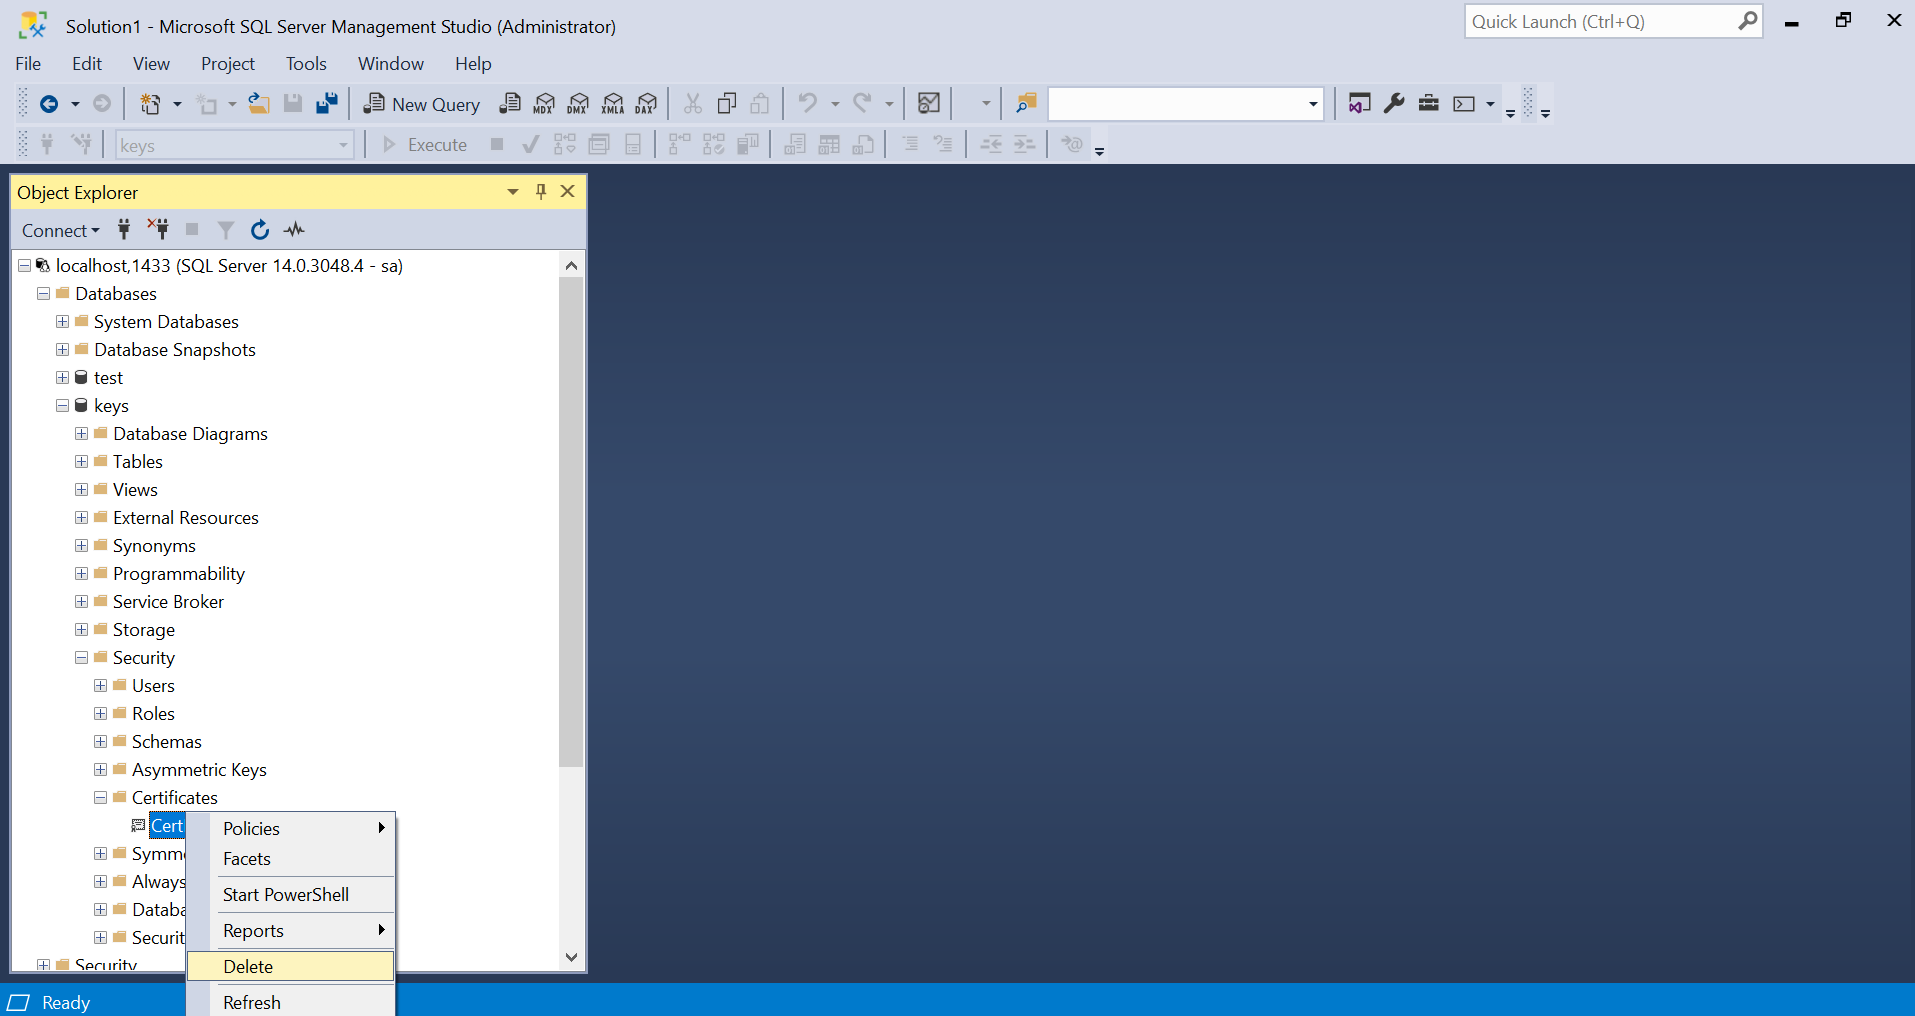 Solution1 - Microsoft SQL Server Management Studio (Administrator)
Quick Launch (Ctrl+Q)
File Edit View Project Tools Window Help
New Query MDX DMX XMLA DAX
keys Execute
Object Explorer
Connect
localhost,1433 (SQL Server 14.0.3048.4 - sa)
Databases
System Databases
Database Snapshots
test
keys
Database Diagrams
Tables
Views
External Resources
Synonyms
Programmability
Service Broker
Storage
Security
Users
Roles
Schemas
Asymmetric Keys
Certificates
Cert
Symm
Always
Databa
Securit
Security
Policies
Facets
Start PowerShell
Reports
Delete
Refresh
Ready